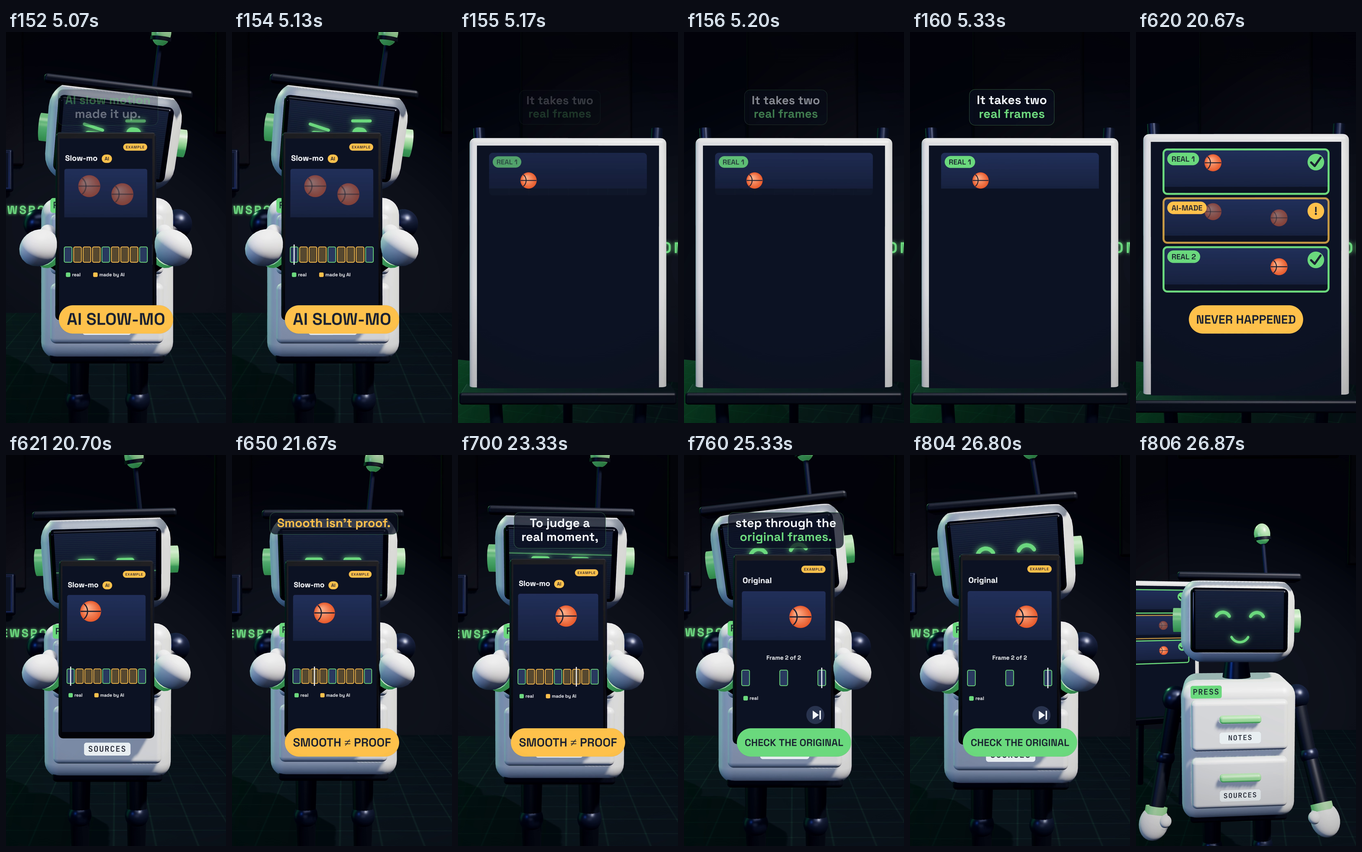 f152 5.07s
AI slow motion
made it up.
EXAMPLE
Slow-mo AI
WSP
real made by AI
AI SLOW-MO
f154 5.13s
EXAMPLE
Slow-mo AI
WSP
real made by AI
AI SLOW-MO
f155 5.17s
It takes two
real frames
REAL 1
f156 5.20s
It takes two
real frames
REAL 1
f160 5.33s
It takes two
real frames
REAL 1
f620 20.67s
REAL 1
AI-MADE
!
REAL 2
NEVER HAPPENED
f621 20.70s
EXAMPLE
Slow-mo AI
EWSP
real made by AI
SOURCES
f650 21.67s
Smooth isn't proof.
EXAMPLE
Slow-mo AI
EWSP
real made by AI
SMOOTH ≠ PROOF
f700 23.33s
To judge a
real moment,
EXAMPLE
Slow-mo AI
EWSP
real made by AI
SMOOTH ≠ PROOF
f760 25.33s
step through the
original frames.
EXAMPLE
Original
EWSP
Frame 2 of 2
real
CHECK THE ORIGINAL
f804 26.80s
EXAMPLE
Original
EWSP
Frame 2 of 2
real
CHECK THE ORIGINAL
f806 26.87s
PRESS
NOTES
SOURCES